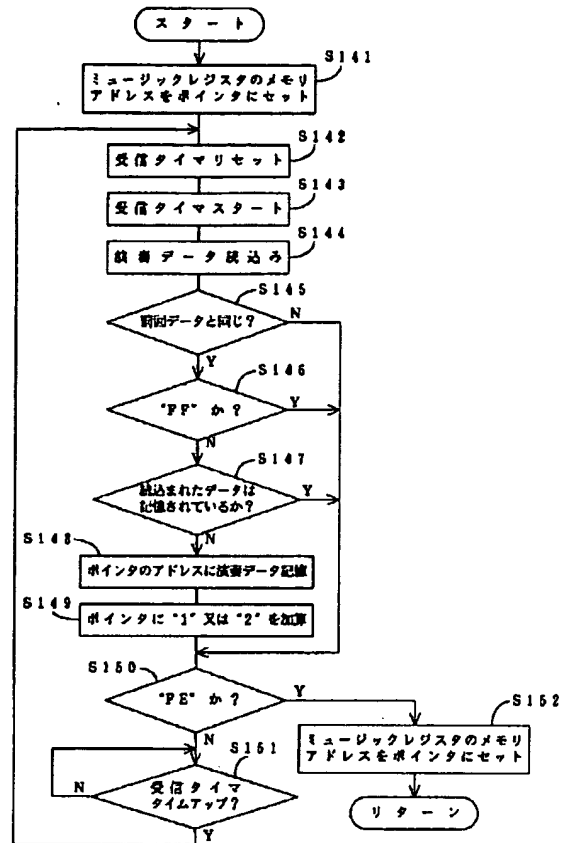 スタート
S141
ミュージックレジスタのメモリ
アドレスをポインタにセット
S142
受信タイマリセット
S143
受信タイマスタート
S144
演奏データ読込み
S145
前回データと同じ?
N
Y
S146
"FF"か?
Y
N
S147
読込まれたデータは
記憶されているか?
Y
N
S148
ポインタのアドレスに演奏データ記憶
S149
ポインタに"1"又は"2"を加算
S150
"FE"か?
Y
N
S152
ミュージックレジスタのメモリ
アドレスをポインタにセット
S151
受信タイマ
タイムアップ?
N
Y
リターン